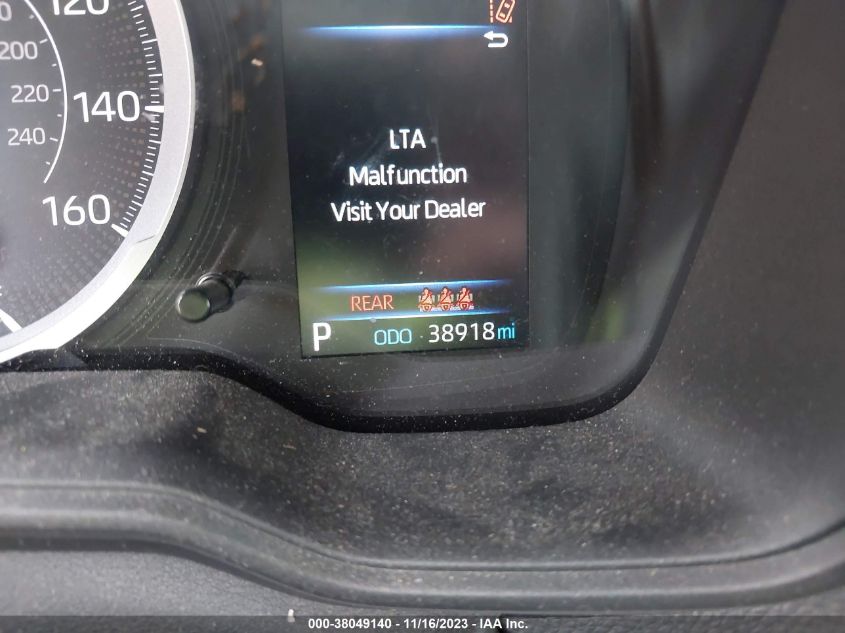 120
200
220
140
240
160
LTA
Malfunction
Visit Your Dealer
REAR
P ODO 38918 mi
000-38049140 - 11/16/2023 - IAA Inc.